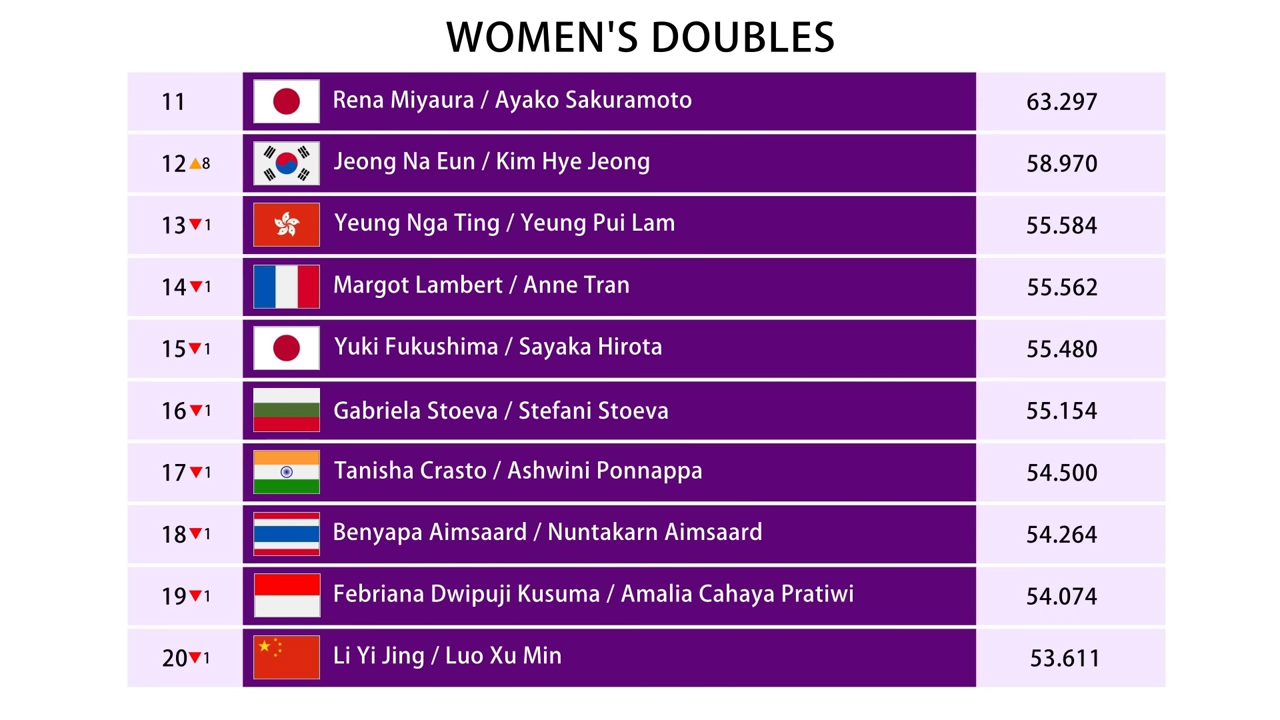 WOMEN'S DOUBLES
11 Rena Miyaura / Ayako Sakuramoto 63.297
12 ▲8 Jeong Na Eun / Kim Hye Jeong 58.970
13 ▼1 Yeung Nga Ting / Yeung Pui Lam 55.584
14 ▼1 Margot Lambert / Anne Tran 55.562
15 ▼1 Yuki Fukushima / Sayaka Hirota 55.480
16 ▼1 Gabriela Stoeva / Stefani Stoeva 55.154
17 ▼1 Tanisha Crasto / Ashwini Ponnappa 54.500
18 ▼1 Benyapa Aimsaard / Nuntakarn Aimsaard 54.264
19 ▼1 Febriana Dwipuji Kusuma / Amalia Cahaya Pratiwi 54.074
20 ▼1 Li Yi Jing / Luo Xu Min 53.611